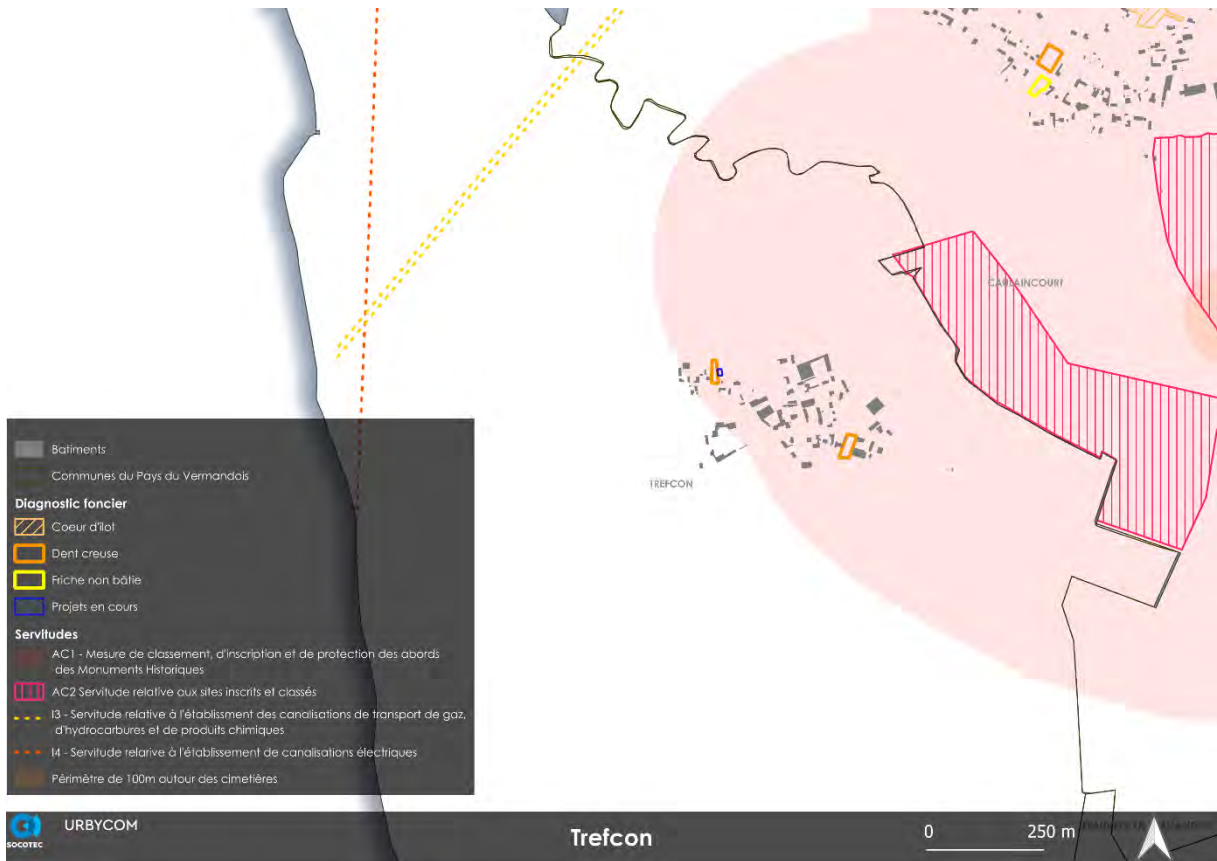 CAULAINCOURT
TREFCON
Batiments
Communes du Pays du Vermandois
Diagnostic foncier
Coeur d'îlot
Dent creuse
Friche non bâtie
Projets en cours
Servitudes
AC1 - Mesure de classement, d'inscription et de protection des abords
des Monuments Historiques
AC2 Servitude relative aux sites inscrits et classés
I3 - Servitude relative à l'établissment des canalisations de transport de gaz,
d'hydrocarbures et de produits chimiques
I4 - Servitude relarive à l'établissement de canalisations électriques
Périmètre de 100m autour des cimetières
SOCOTEC
URBYCOM
Trefcon
0 250 m